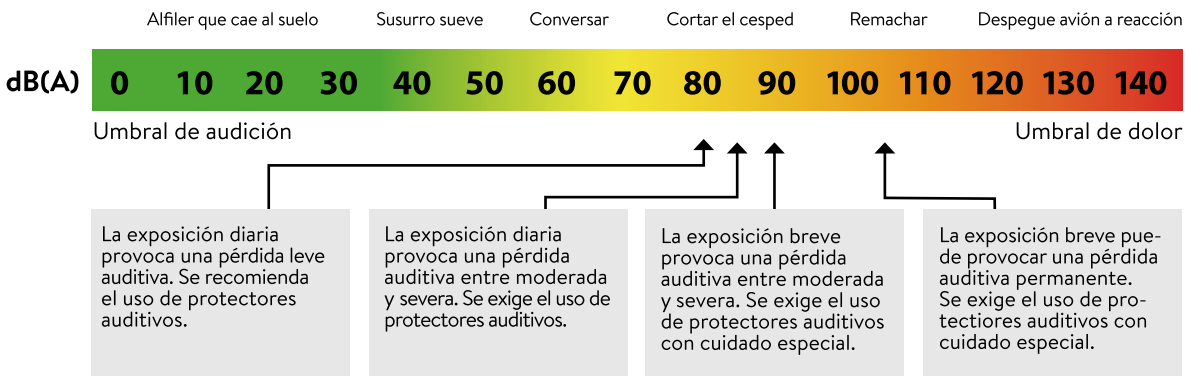 Alfiler que cae al suelo Susurro sueve Conversar Cortar el cesped Remachar Despegue avión a reacción
dB(A) 0 10 20 30 40 50 60 70 80 90 100 110 120 130 140
Umbral de audición Umbral de dolor
La exposición diaria
provoca una pérdida leve
auditiva. Se recomienda
el uso de protectores
auditivos.
La exposición diaria
provoca una pérdida
auditiva entre moderada
y severa. Se exige el uso de
protectores auditivos.
La exposición breve
provoca una pérdida
auditiva entre moderada
y severa. Se exige el uso
de protectores auditivos
con cuidado especial.
La exposición breve pue-
de provocar una pérdida
auditiva permanente.
Se exige el uso de pro-
tectiores auditivos con
cuidado especial.